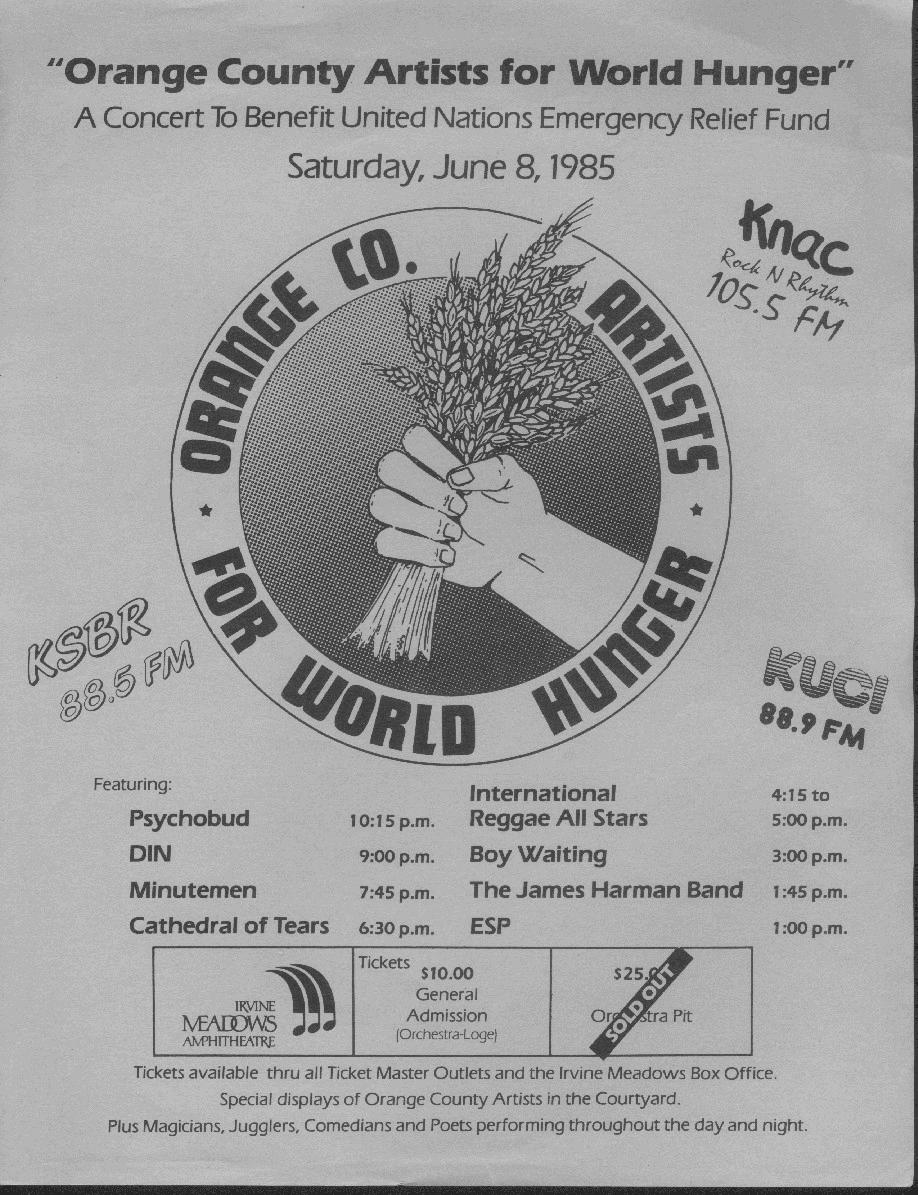 "Orange County Artists for World Hunger"
A Concert To Benefit United Nations Emergency Relief Fund
Saturday, June 8, 1985
Knac
Rock N Rhythm
105.5 FM
ORANGE CO. ARTISTS
FOR WORLD HUNGER
KSBR
88.5 FM
KUCI
88.9 FM
Featuring:
Psychobud 10:15 p.m.
DIN 9:00 p.m.
Minutemen 7:45 p.m.
Cathedral of Tears 6:30 p.m.
International 4:15 to
Reggae All Stars 5:00 p.m.
Boy Waiting 3:00 p.m.
The James Harman Band 1:45 p.m.
ESP 1:00 p.m.
IRVINE
MEADOWS
AMPHITHEATRE
Tickets
$10.00
General
Admission
(Orchestra-Loge)
$25.0
Orchestra Pit
SOLD OUT
Tickets available thru all Ticket Master Outlets and the Irvine Meadows Box Office.
Special displays of Orange County Artists in the Courtyard.
Plus Magicians, Jugglers, Comedians and Poets performing throughout the day and night.